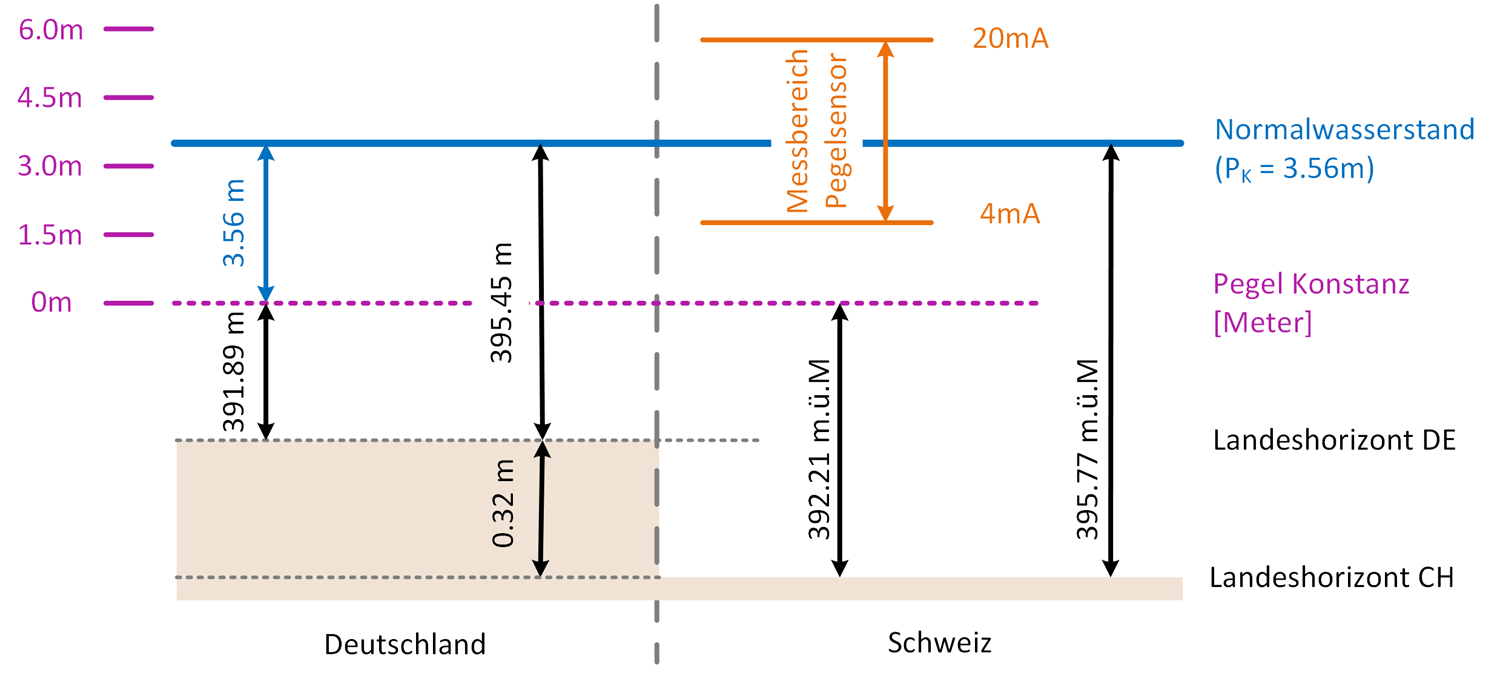 6.0m
4.5m
3.0m
1.5m
0m
3.56 m
391.89 m
395.45 m
0.32 m
Messbereich
Pegelsensor
20mA
4mA
392.21 m.ü.M
395.77 m.ü.M
Normalwasserstand
(PK = 3.56m)
Pegel Konstanz
[Meter]
Landeshorizont DE
Landeshorizont CH
Deutschland
Schweiz